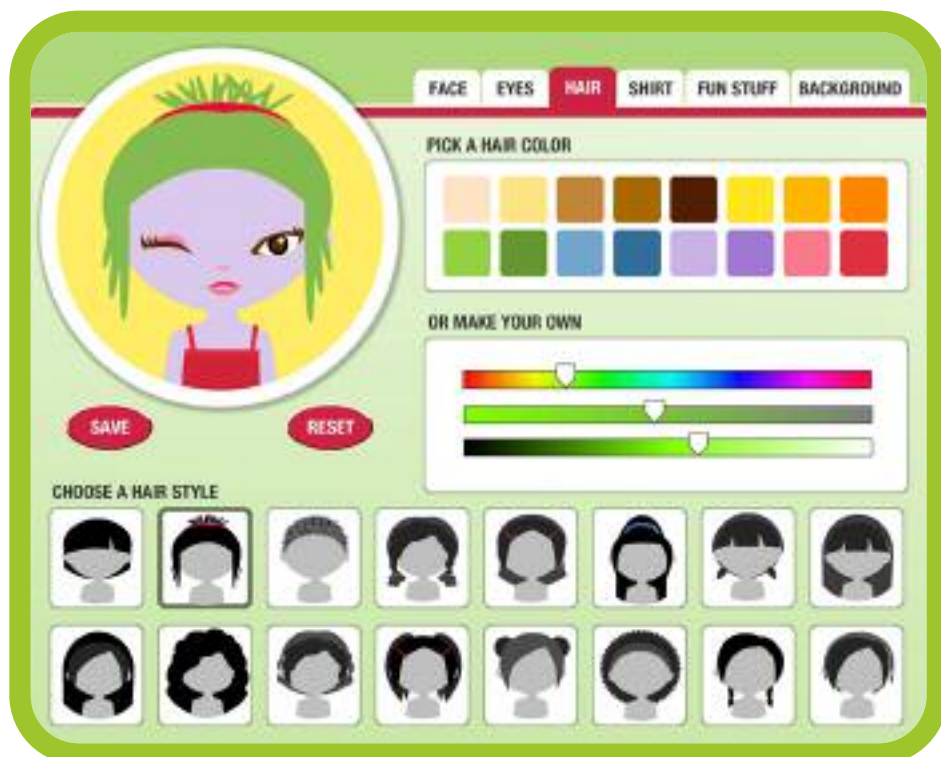 FACE EYES HAIR SHIRT FUN STUFF BACKGROUND
PICK A HAIR COLOR
OR MAKE YOUR OWN
SAVE RESET
CHOOSE A HAIR STYLE